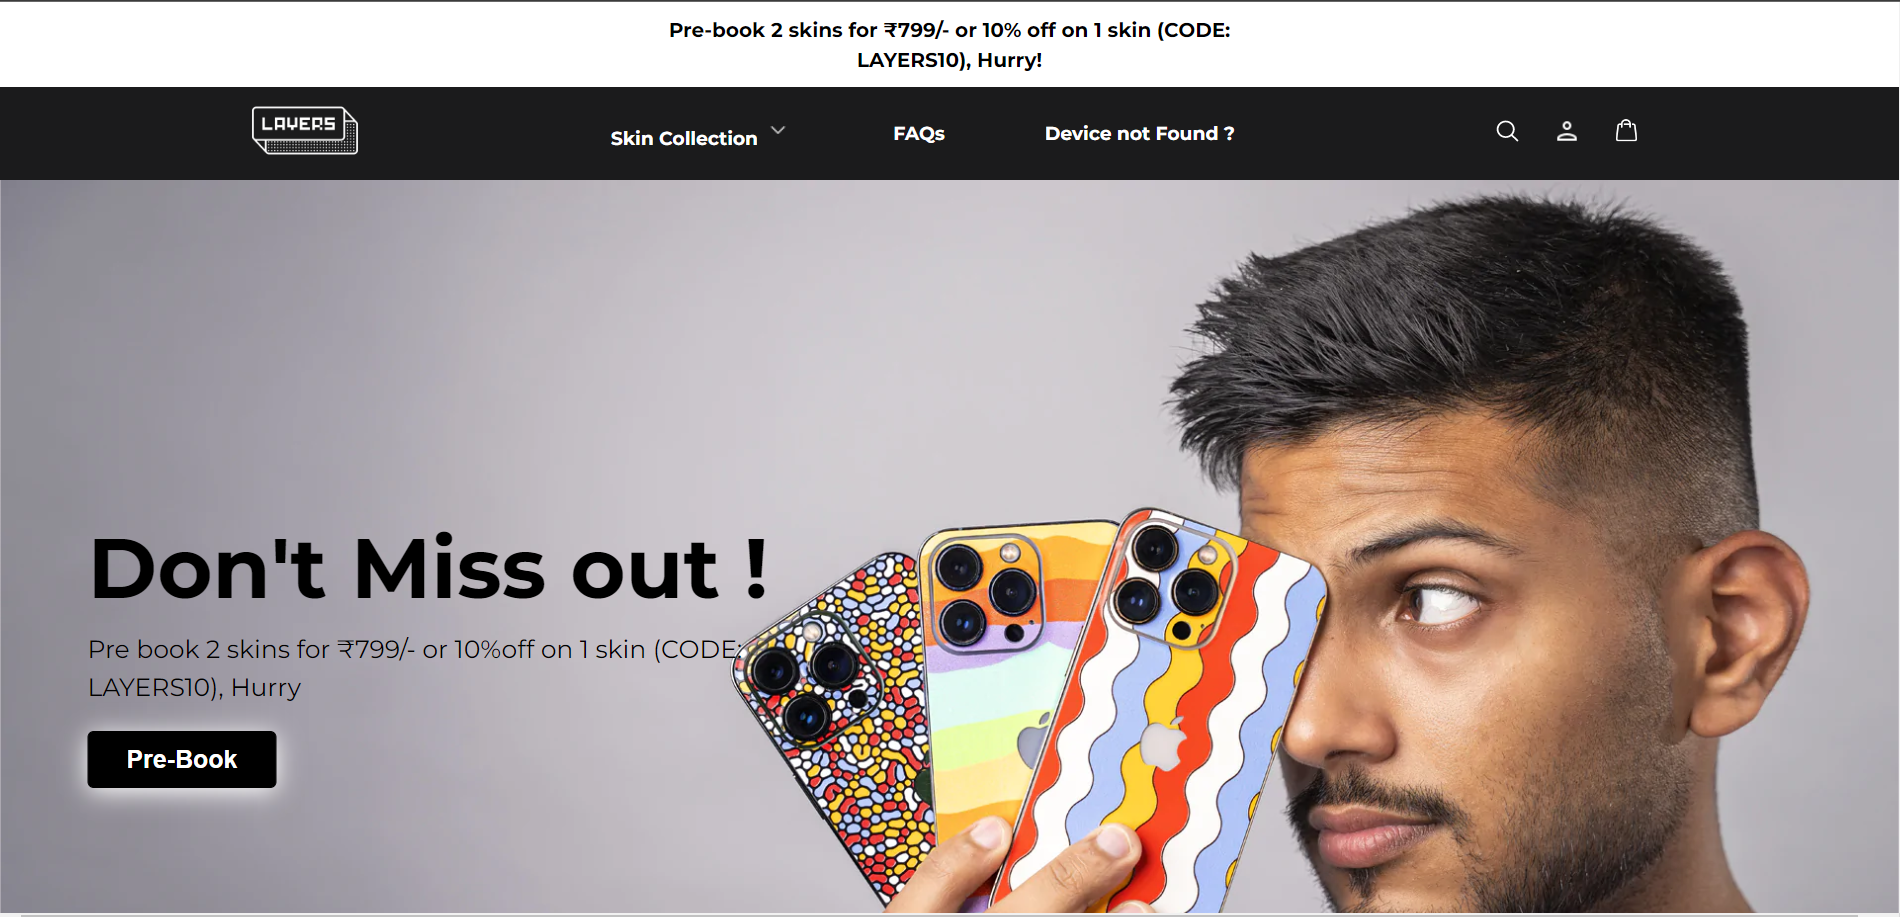 Pre-book 2 skins for ₹799/- or 10% off on 1 skin (CODE:
LAYERS10), Hurry!
LAYERS
Skin Collection
FAQs
Device not Found ?
Don't Miss out !
Pre book 2 skins for ₹799/- or 10%off on 1 skin (CODE:
LAYERS10), Hurry
Pre-Book